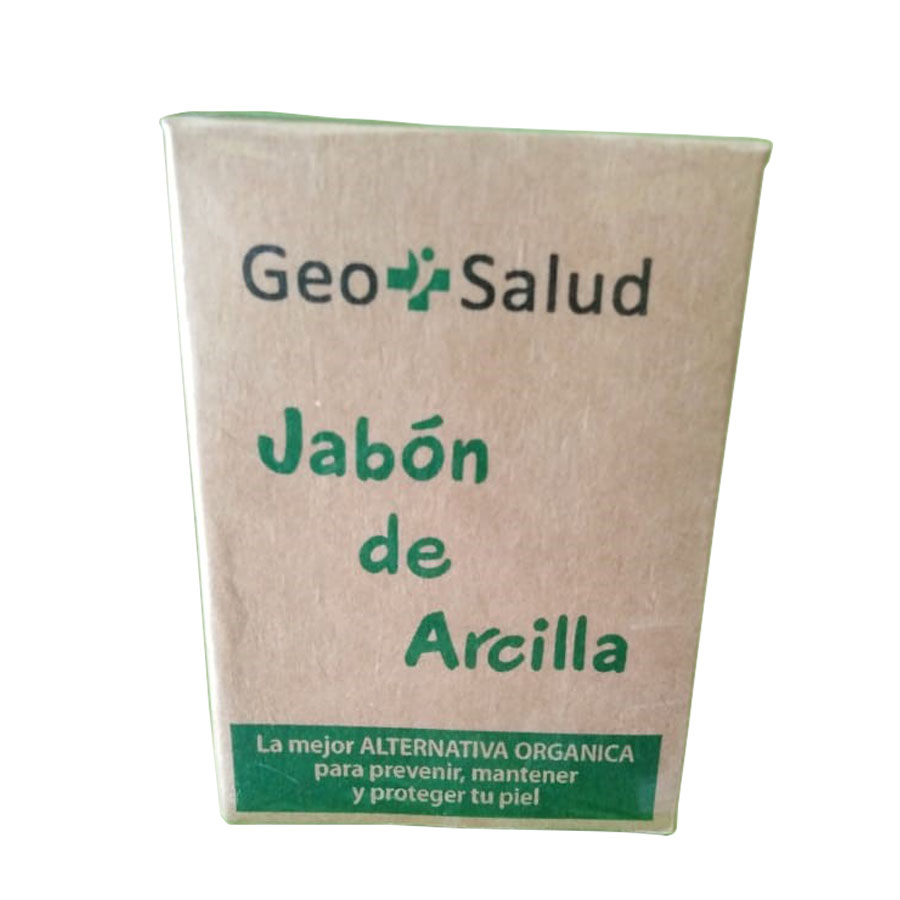 Geo Salud
Jabón
de
Arcilla
La mejor ALTERNATIVA ORGANICA
para prevenir, mantener
y proteger tu piel